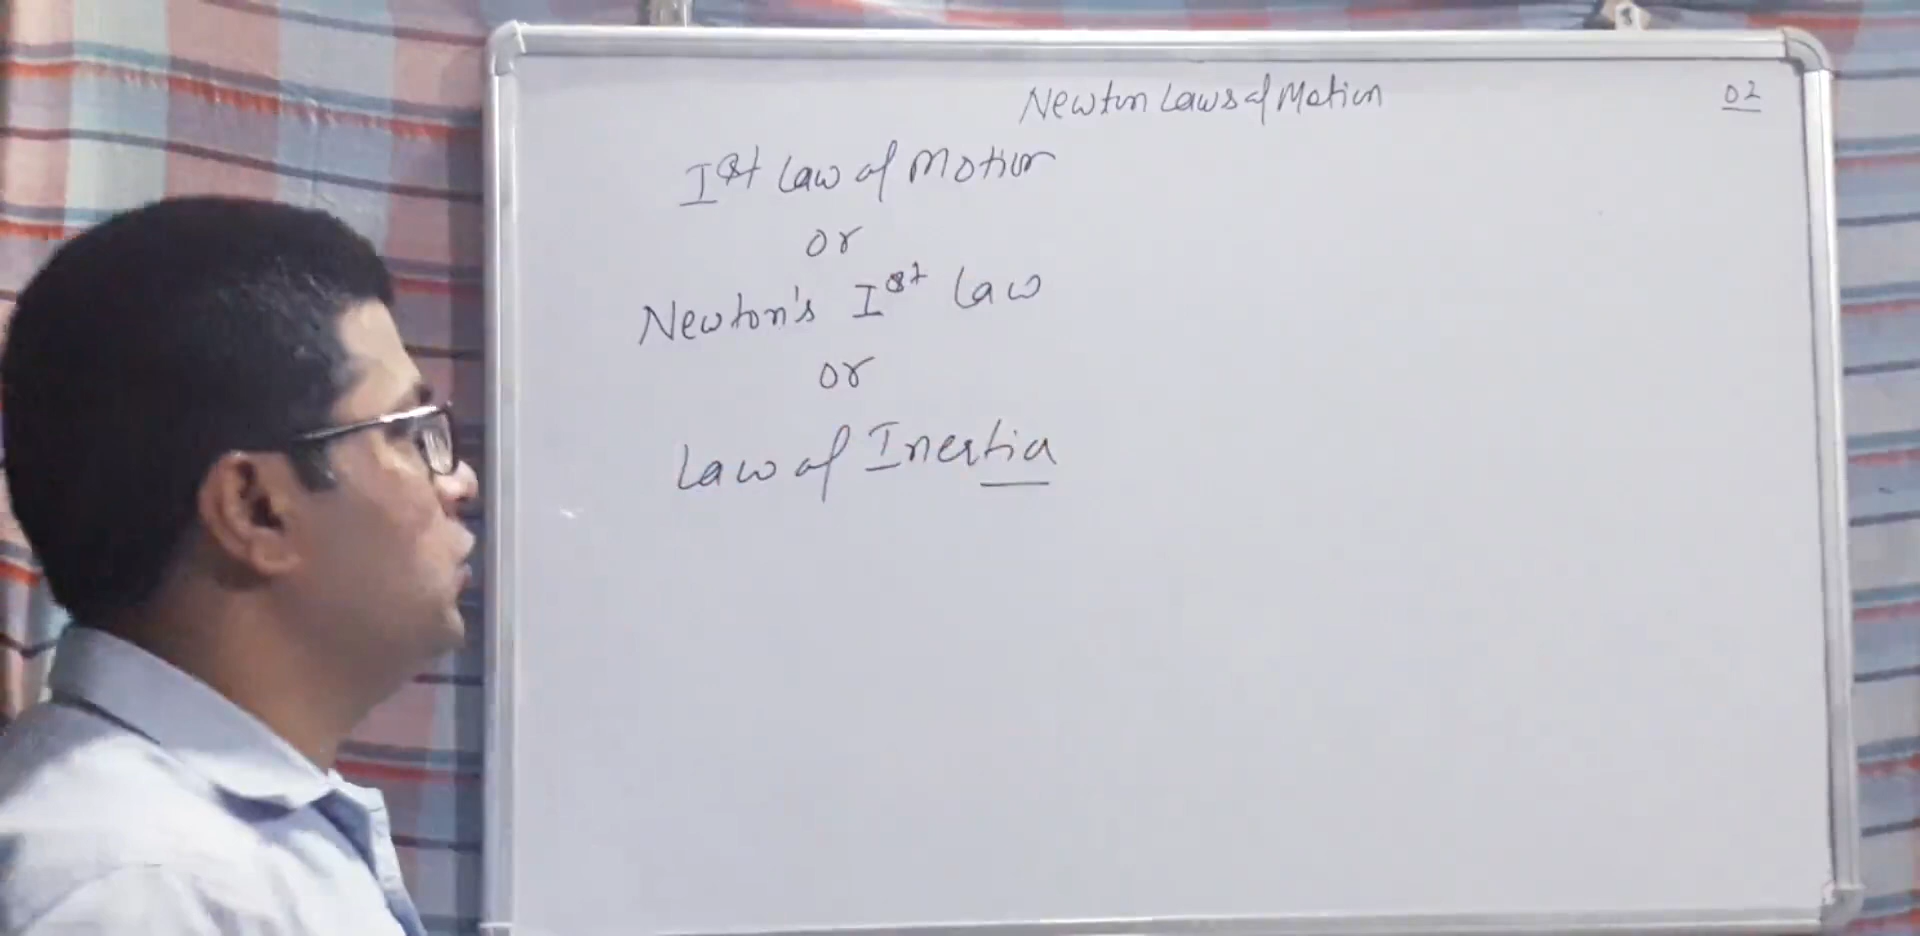 Newton Laws of Motion 02
Ist Law of Motion
or
Newton's Ist Law
or
Law of Inertia